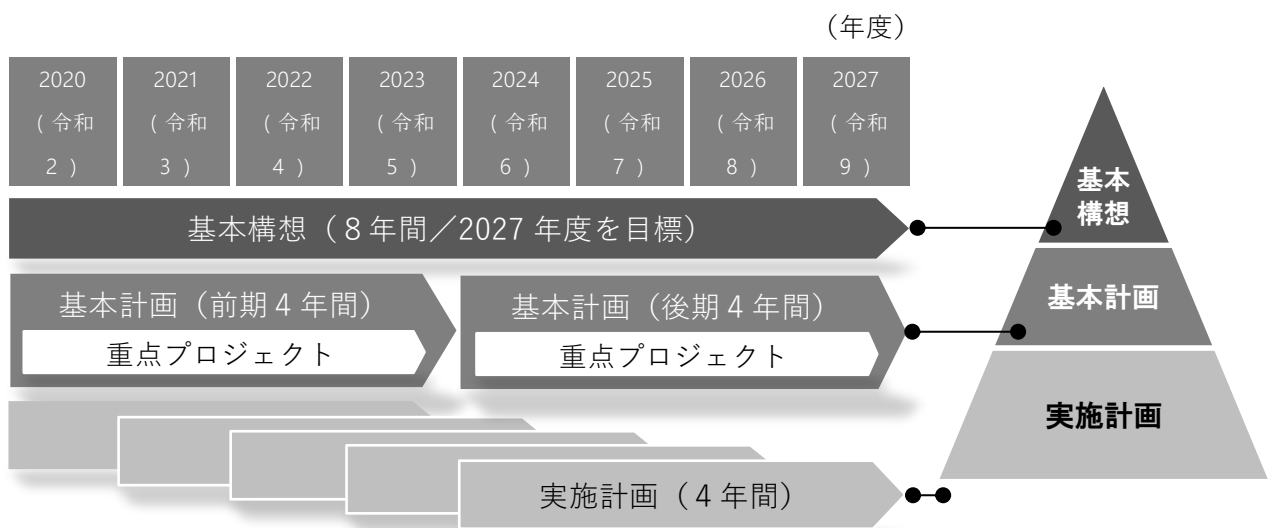 （年度）
2020
(令和
2)
2021
(令和
3)
2022
(令和
4)
2023
(令和
5)
2024
(令和
6)
2025
(令和
7)
2026
(令和
8)
2027
(令和
9)
基本構想（８年間／2027 年度を目標）
基本計画（前期４年間）
重点プロジェクト
基本計画（後期４年間）
重点プロジェクト
実施計画（４年間）
基本
構想
基本計画
実施計画